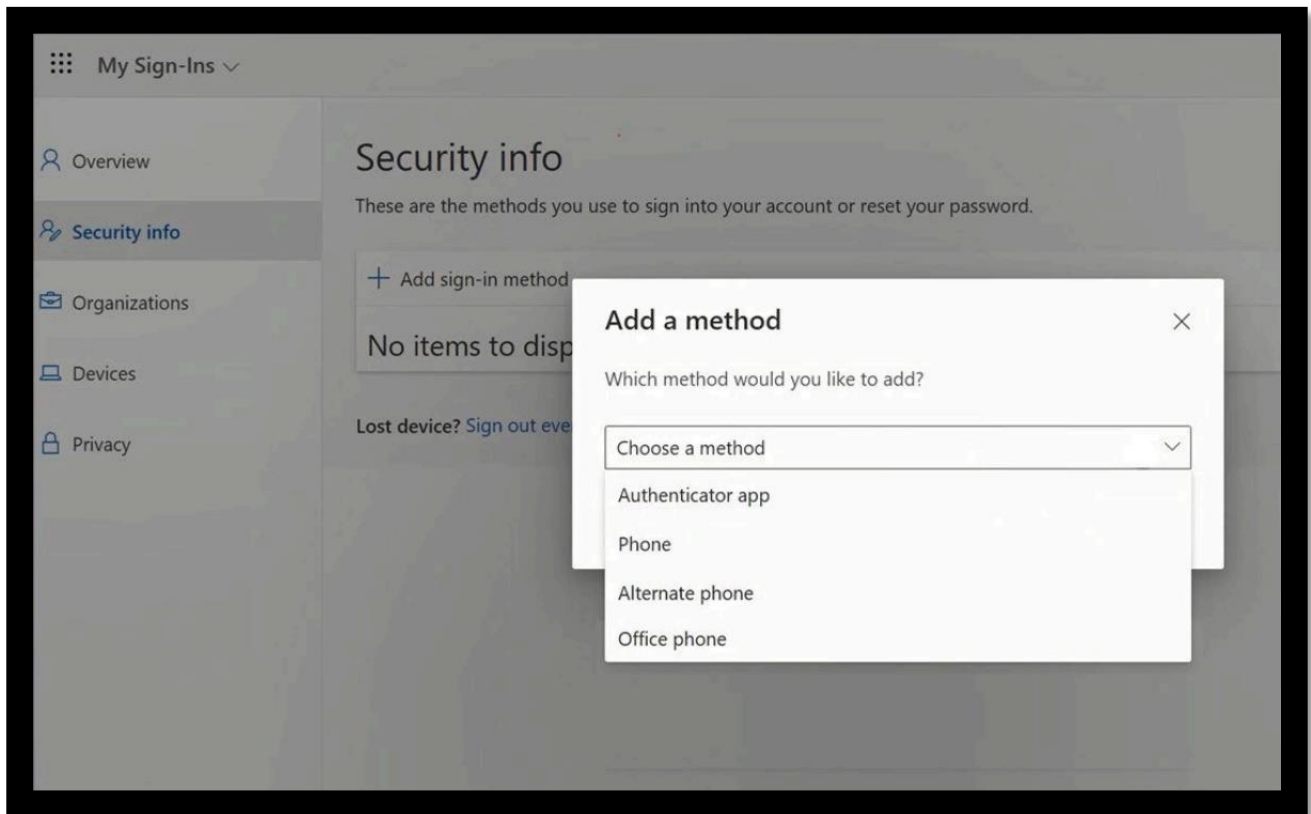 My Sign-Ins
Overview
Security info
Organizations
Devices
Privacy
Security info
These are the methods you use to sign into your account or reset your password.
Add sign-in method
No items to disp
Lost device? Sign out eve
Add a method
Which method would you like to add?
Choose a method
Authenticator app
Phone
Alternate phone
Office phone